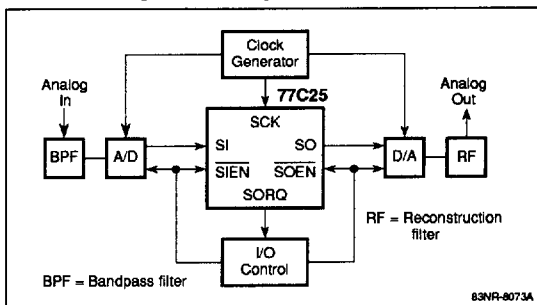 Clock
Generator
Analog
In
Analog
Out
77C25
SCK
BPF
A/D
SI
SO
D/A
RF
SIEN
SOEN
SORQ
I/O
Control
RF = Reconstruction
filter
BPF = Bandpass filter
83NR-8073A